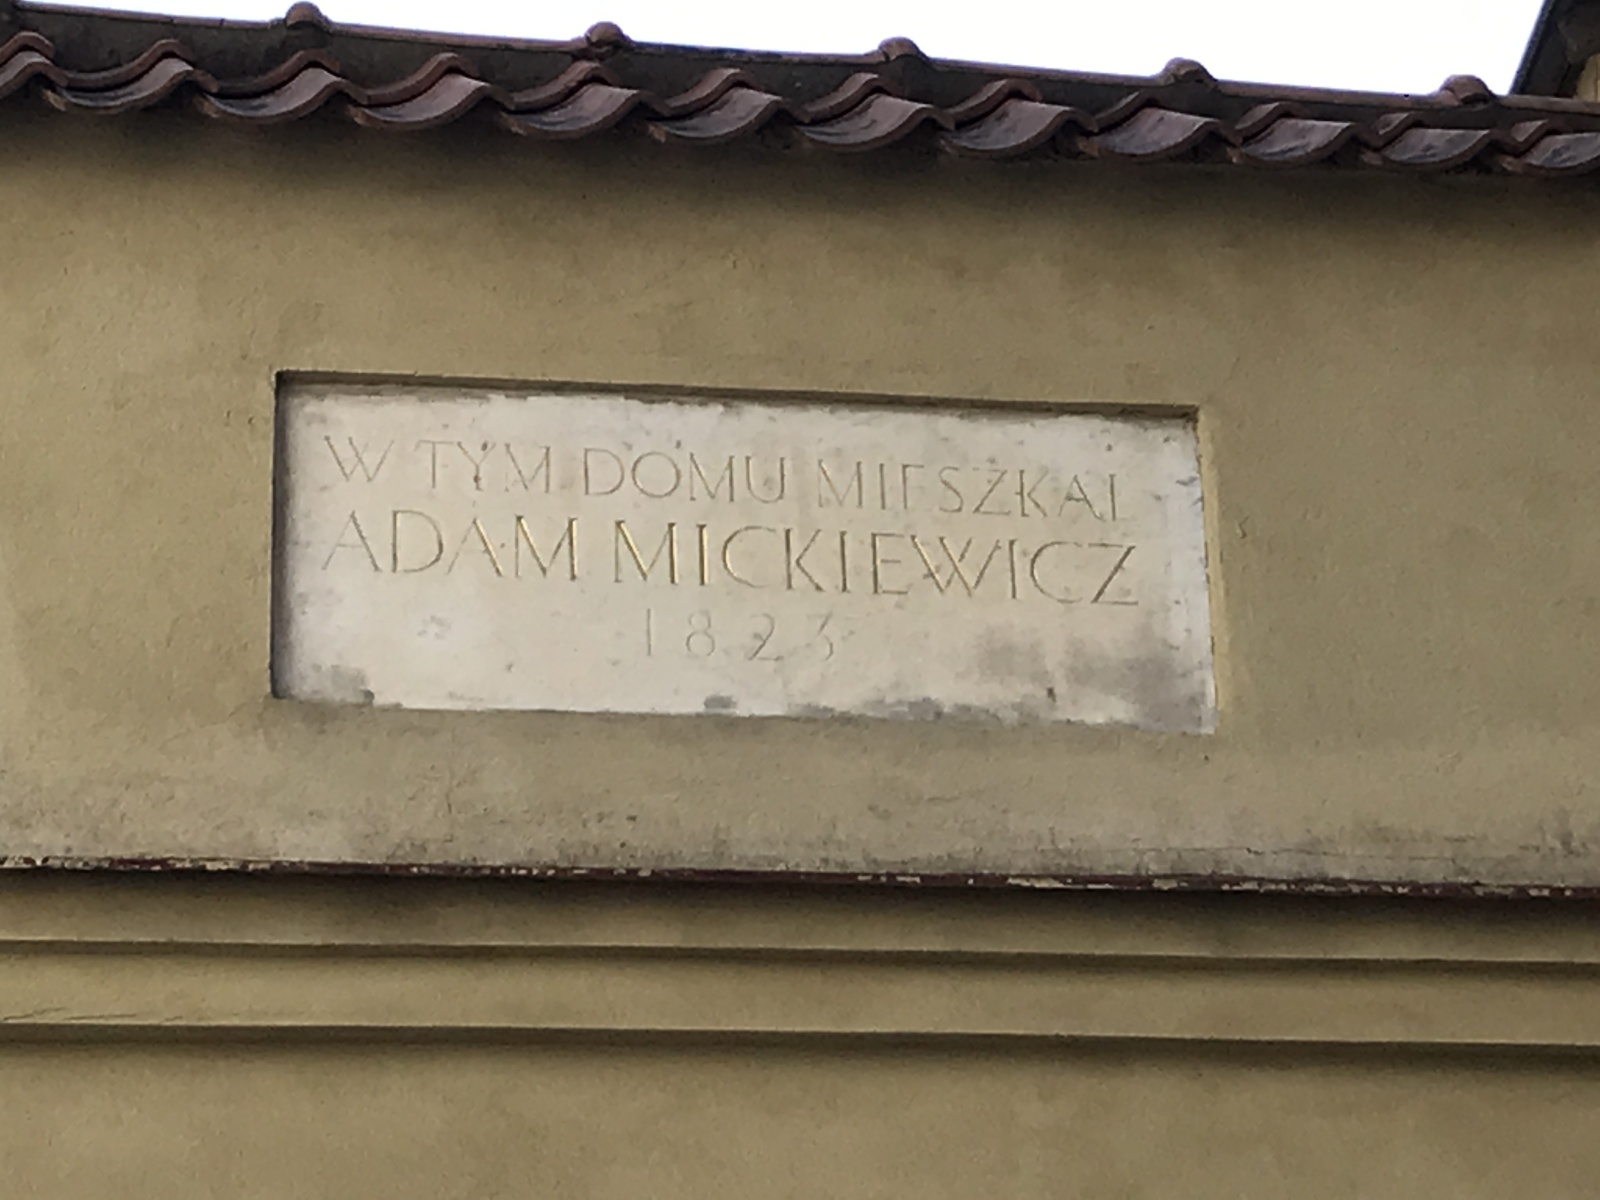 W TYM DOMU MIESZKAŁ
ADAM MICKIEWICZ
1823